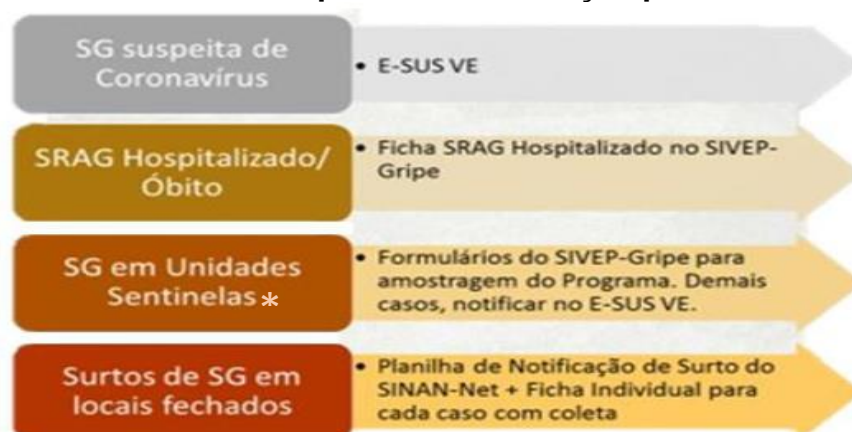 SG suspeita de
Coronavírus
• E-SUS VE
SRAG Hospitalizado/
Óbito
• Ficha SRAG Hospitalizado no SIVEP-
Gripe
SG em Unidades
Sentinelas*
• Formulários do SIVEP-Gripe para
amostragem do Programa. Demais
casos, notificar no E-SUS VE.
Surtos de SG em
locais fechados
• Planilha de Notificação de Surto do
SINAN-Net + Ficha Individual para
cada caso com coleta